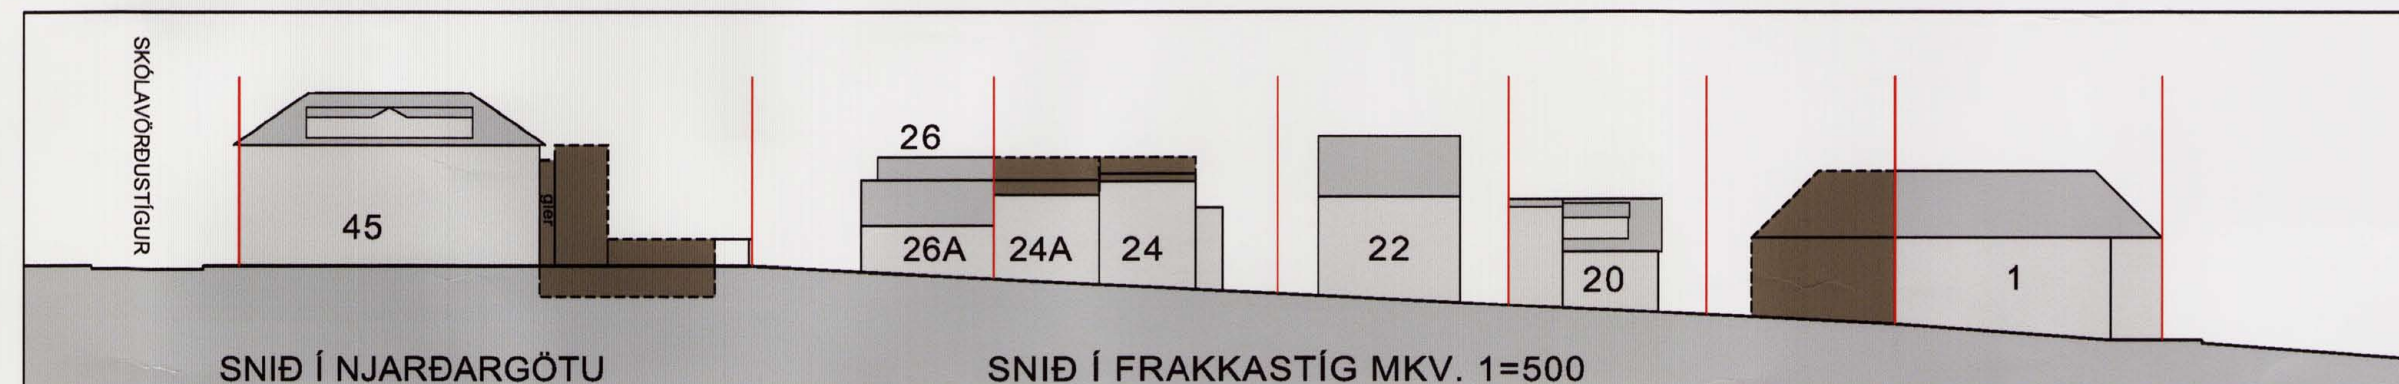 SKÓLAVÖRÐUSTÍGUR
45
gler
26
26A
24A
24
22
20
1
SNIÐ Í NJARÐARGÖTU
SNIÐ Í FRAKKASTÍG MKV. 1=500